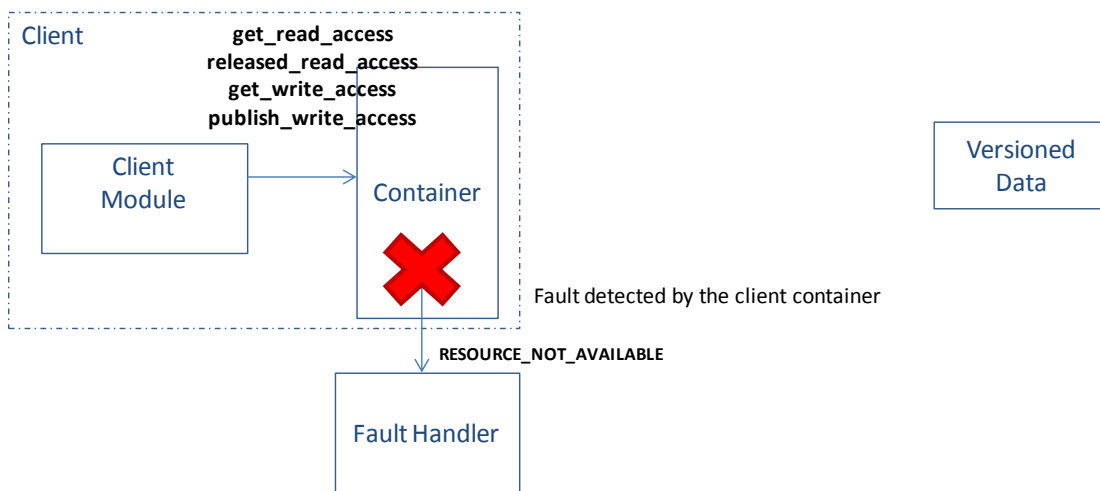 Client
get_read_access
released_read_access
get_write_access
publish_write_access
Client
Module
Container
Versioned
Data
Fault detected by the client container
RESOURCE_NOT_AVAILABLE
Fault Handler